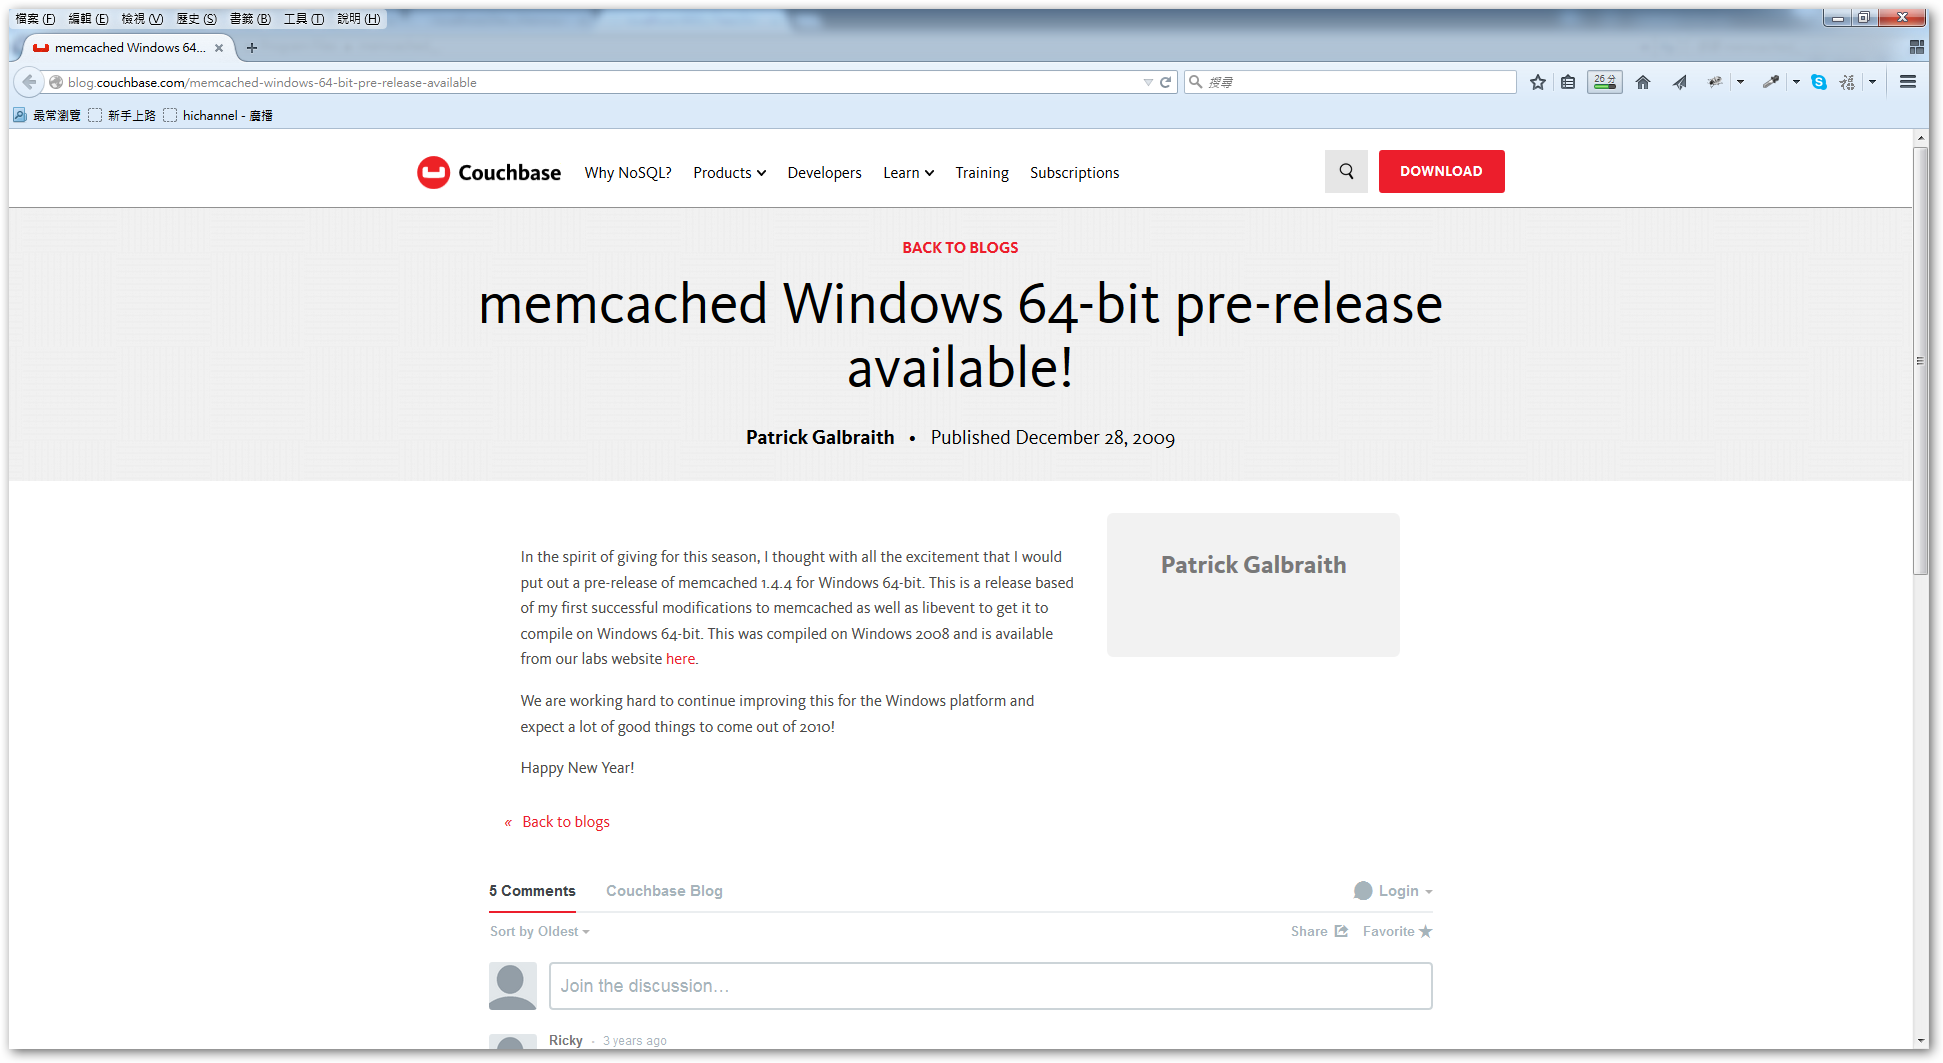 檔案 (F) 編輯 (E) 檢視 (V) 歷史 (S) 書籤 (B) 工具 (T) 說明 (H)
memcached Windows 64...
blog.couchbase.com/memcached-windows-64-bit-pre-release-available
搜尋
26 分
最常瀏覽 新手上路 hichannel - 廣播
Couchbase Why NoSQL? Products Developers Learn Training Subscriptions DOWNLOAD
BACK TO BLOGS
memcached Windows 64-bit pre-release
available!
Patrick Galbraith • Published December 28, 2009
In the spirit of giving for this season, I thought with all the excitement that I would
put out a pre-release of memcached 1.4.4 for Windows 64-bit. This is a release based
of my first successful modifications to memcached as well as libevent to get it to
compile on Windows 64-bit. This was compiled on Windows 2008 and is available
from our labs website here.
Patrick Galbraith
We are working hard to continue improving this for the Windows platform and
expect a lot of good things to come out of 2010!
Happy New Year!
« Back to blogs
5 Comments Couchbase Blog Login
Sort by Oldest Share Favorite
Join the discussion...
Ricky · 3 years ago